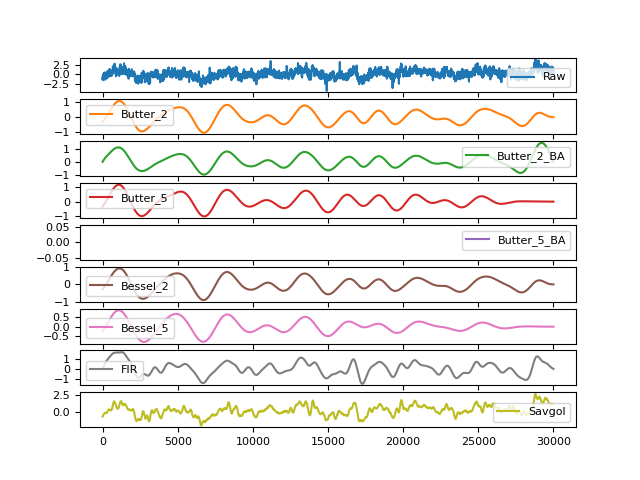 2.5
0.0
−2.5
Raw
1
0
−1
Butter_2
1
0
−1
Butter_2_BA
1
0
−1
Butter_5
0.05
0.00
−0.05
Butter_5_BA
1
0
−1
Bessel_2
0.5
0.0
−0.5
Bessel_5
1
0
−1
FIR
2.5
0.0
Savgol
0 5000 10000 15000 20000 25000 30000